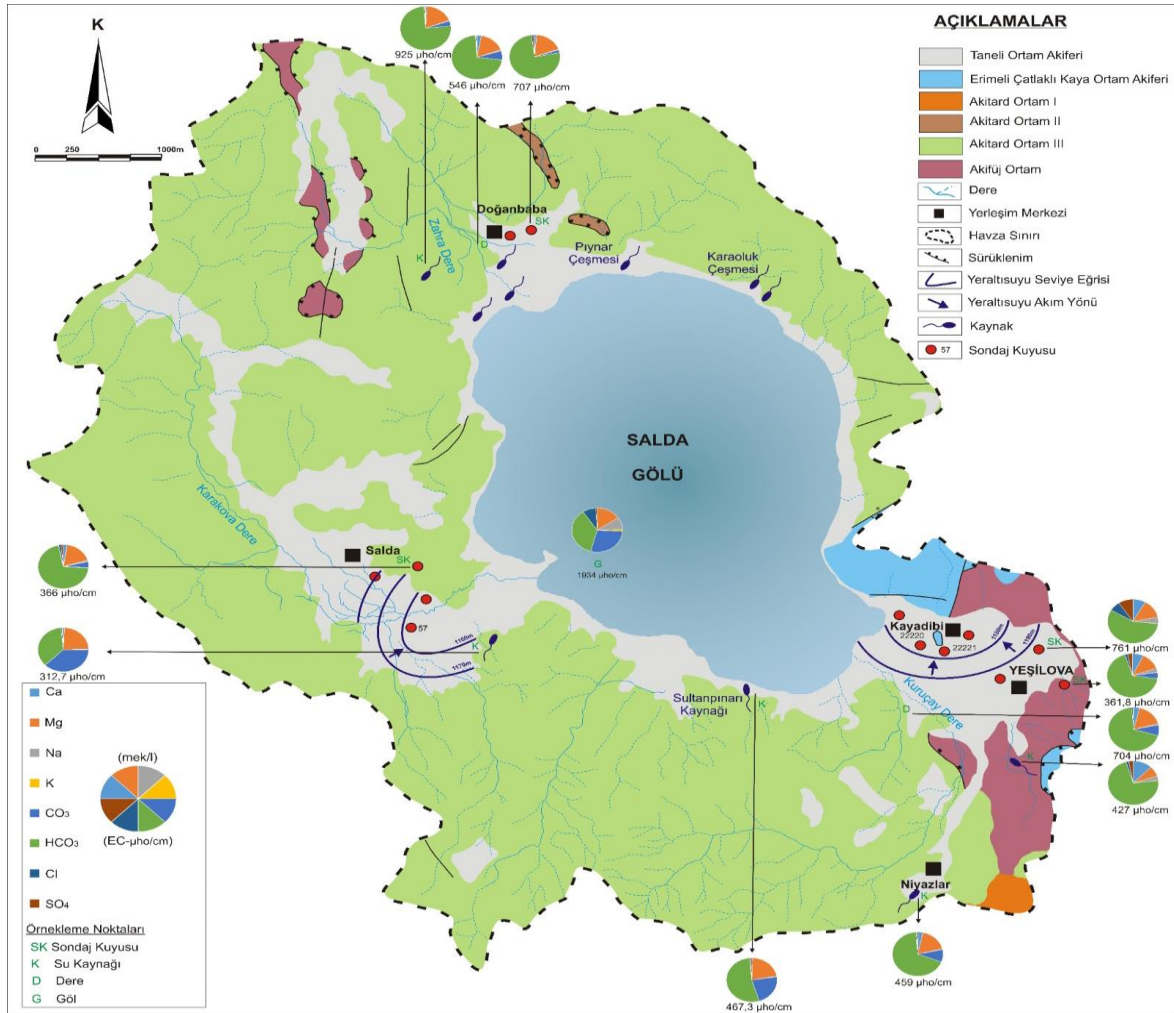 K
0 250 1000m
925 µho/cm
546 µho/cm
707 µho/cm
AÇIKLAMALAR
Taneli Ortam Akiferi
Erimeli Çatlaklı Kaya Ortam Akiferi
Akitard Ortam I
Akitard Ortam II
Akitard Ortam III
Akifüj Ortam
Dere
Yerleşim Merkezi
Havza Sınırı
Sürüklenim
Yeraltısuyu Seviye Eğrisi
Yeraltısuyu Akım Yönü
Kaynak
57 Sondaj Kuyusu
Doğanbaba
SK
D
K
Zahra Dere
Pıynar
Çeşmesi
Karaoluk
Çeşmesi
SALDA
GÖLÜ
G
1934 µho/cm
Karakova Dere
Salda
SK
57
1170m
K
366 µho/cm
312,7 µho/cm
Kayadibi
22220
22221
SK
YEŞİLOVA
Kuruçay Dere
D
K
761 µho/cm
361,8 µho/cm
704 µho/cm
427 µho/cm
Sultanpınarı
Kaynağı
K
Niyazlar
K
459 µho/cm
467,3 µho/cm
Ca
Mg
Na
K
CO₃
HCO₃
Cl
SO₄
(mek/l)
(EC-µho/cm)
Örnekleme Noktaları
SK Sondaj Kuyusu
K Su Kaynağı
D Dere
G Göl